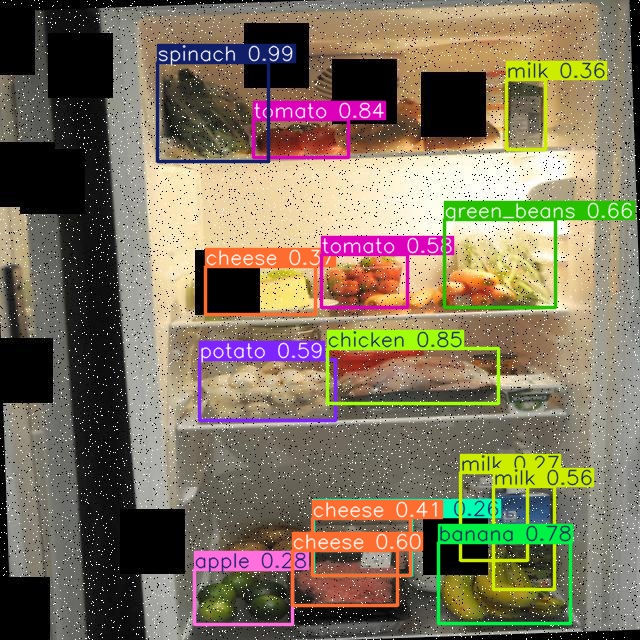 spinach 0.99
milk 0.36
tomato 0.84
green_beans 0.66
tomato 0.58
cheese 0.37
chicken 0.85
potato 0.59
milk 0.27
milk 0.56
cheese 0.41
0.26
banana 0.78
cheese 0.60
apple 0.28